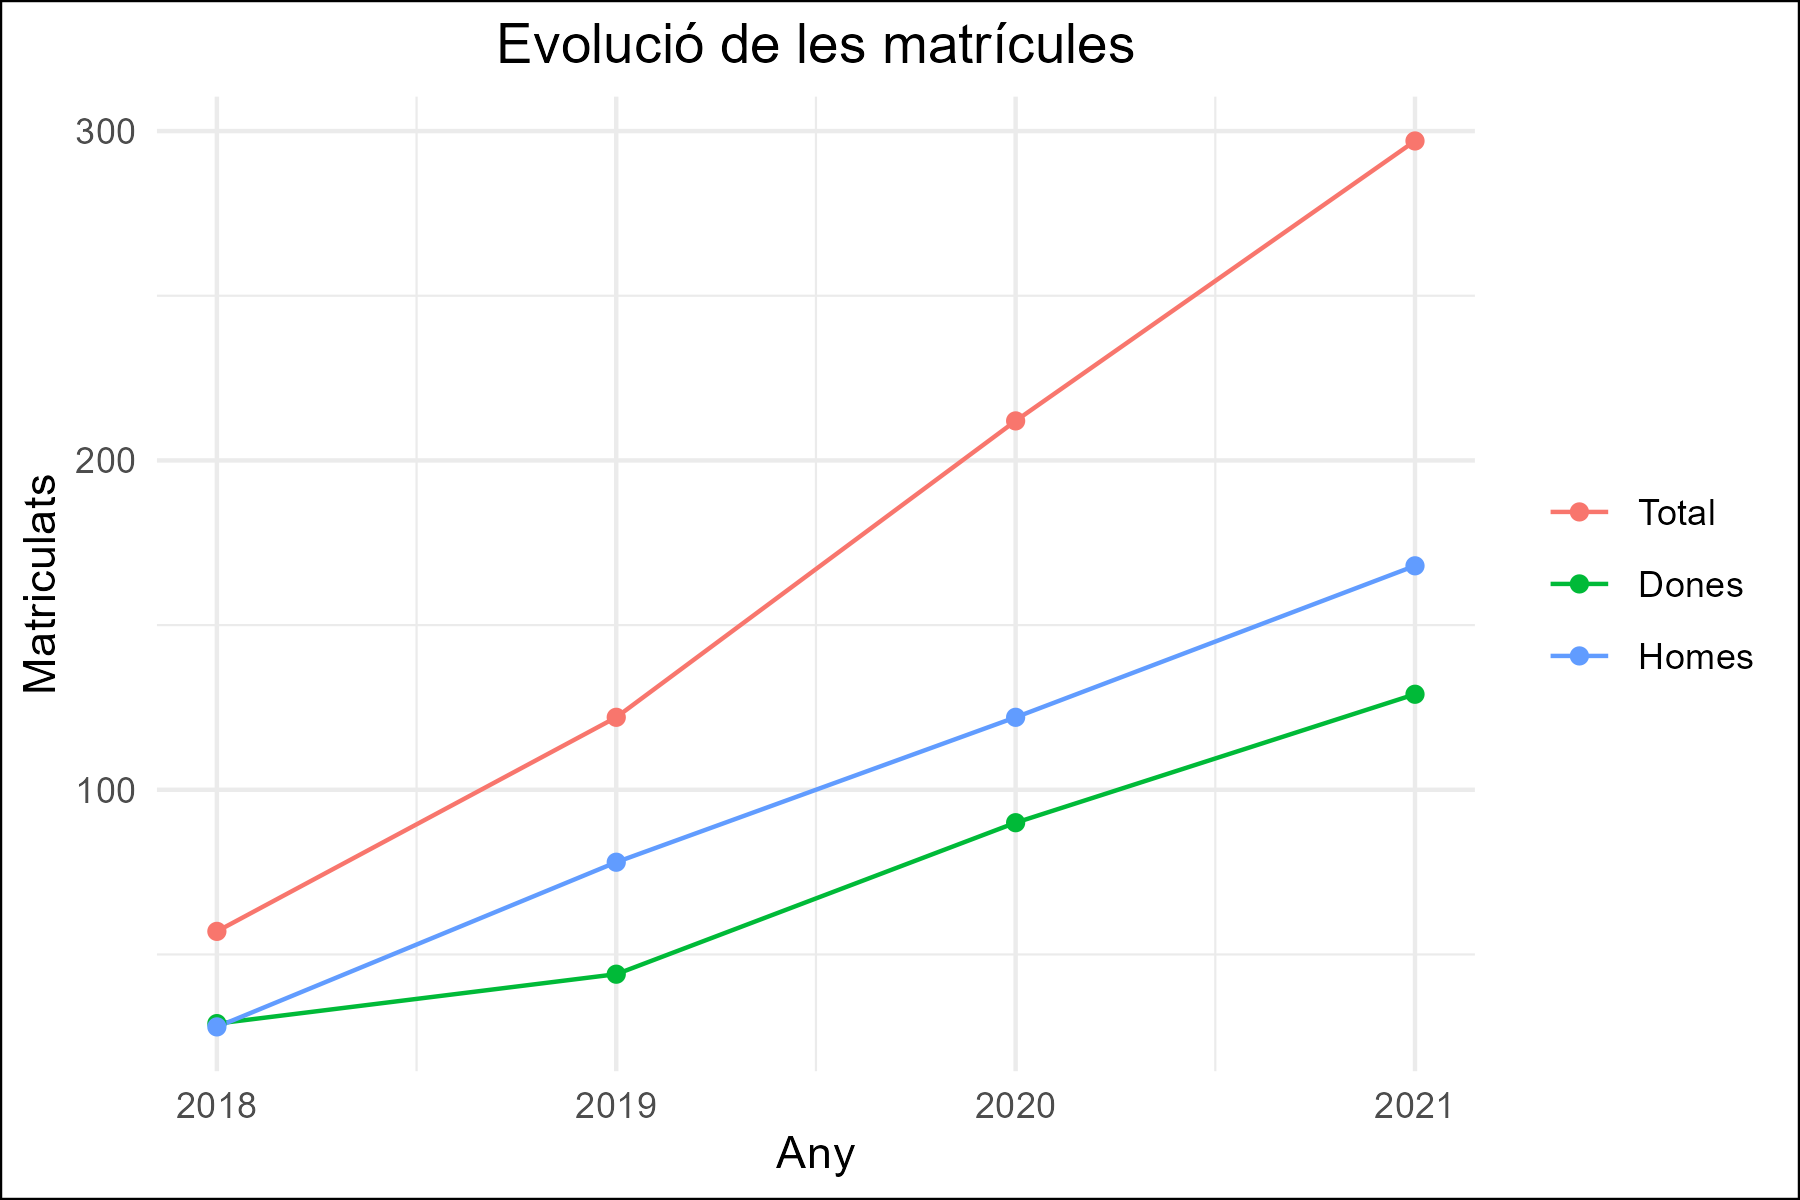 Evolució de les matrícules
300
200
100
Matriculats
2018
2019
2020
2021
Any
Total
Dones
Homes